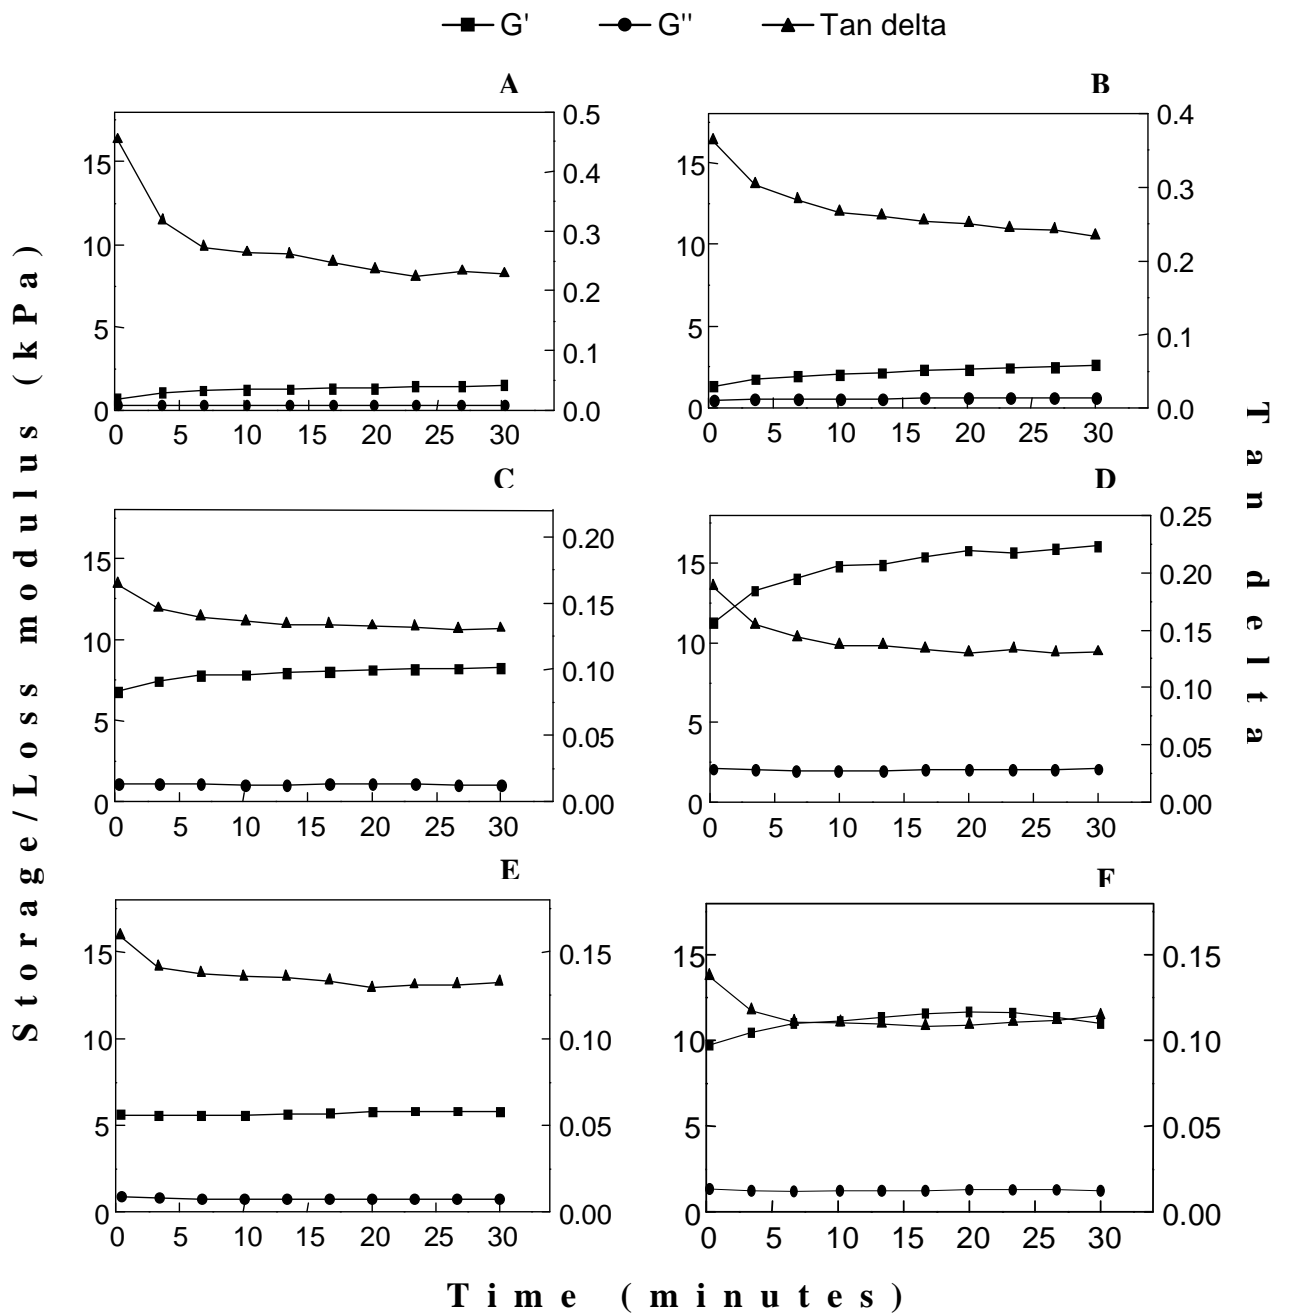 G' G" Tan delta
A B
0.5 0.4
15 15
0.4
0.3
10 0.3 10
0.2
0.2
5 5
0.1 0.1
0 0.0 0 0.0
0 5 10 15 20 25 30 0 5 10 15 20 25 30
C D
0.25
0.20
15 15
0.20
0.15
10 10 0.15
0.10
0.10
5 5
0.05 0.05
0 0.00 0 0.00
0 5 10 15 20 25 30 0 5 10 15 20 25 30
E F
15 0.15 15 0.15
10 0.10 10 0.10
5 0.05 5 0.05
0 0.00 0 0.00
0 5 10 15 20 25 30 0 5 10 15 20 25 30
Storage/Loss modulus (kPa)
Tan delta
Time (minutes)